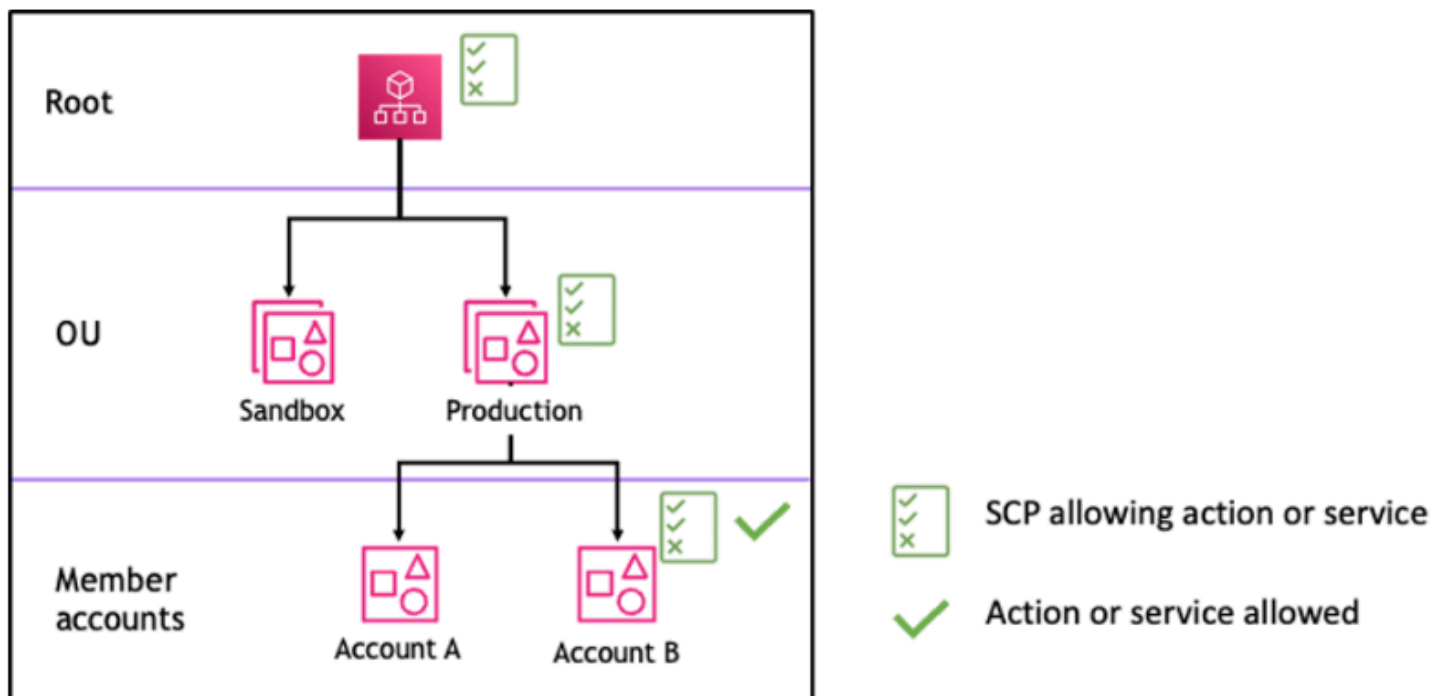 Root
OU
Sandbox
Production
Member
accounts
Account A
Account B
SCP allowing action or service
Action or service allowed